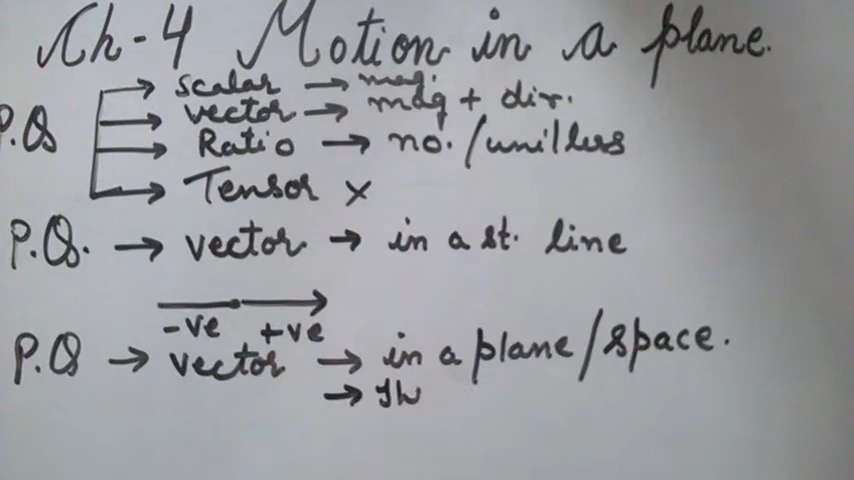 Ch-4 Motion in a plane.
P.Q → scalar → mag.
→ vector → mag + dir.
→ Ratio → no./unitless
→ Tensor ×
P.Q. → vector → in a st. line
-ve +ve
P.Q → vector → in a plane/space.
→